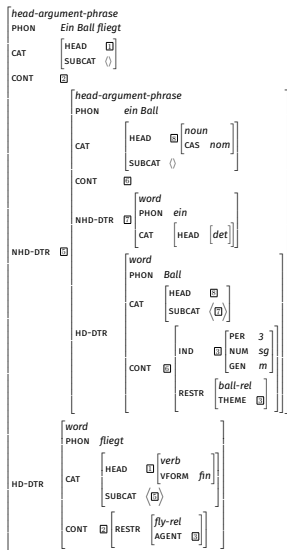 head-argument-phrase
PHON Ein Ball fliegt
CAT HEAD 1
SUBCAT ⟨⟩
CONT 2
head-argument-phrase
PHON ein Ball
CAT HEAD 8 noun
CAS nom
SUBCAT ⟨⟩
CONT 6
NHD-DTR 5
NHD-DTR 7 word
PHON ein
CAT [HEAD [det]]
HD-DTR word
PHON Ball
CAT HEAD 8
SUBCAT ⟨7⟩
CONT 6 IND 3 PER 3
NUM sg
GEN m
RESTR ball-rel
THEME 3
HD-DTR word
PHON fliegt
CAT HEAD 1 verb
VFORM fin
SUBCAT ⟨5⟩
CONT 2 RESTR fly-rel
AGENT 3